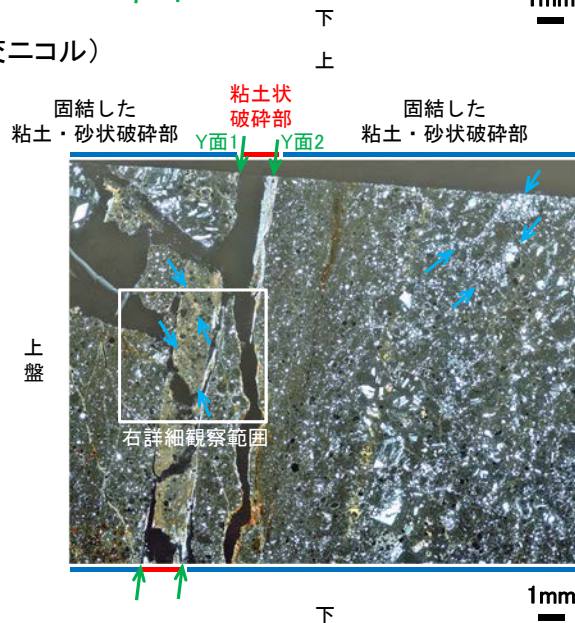 1mm
下
交ニコル）
上
固結した
粘土・砂状破砕部
粘土状
破砕部
固結した
粘土・砂状破砕部
Y面1
Y面2
上
盤
右詳細観察範囲
1mm
下